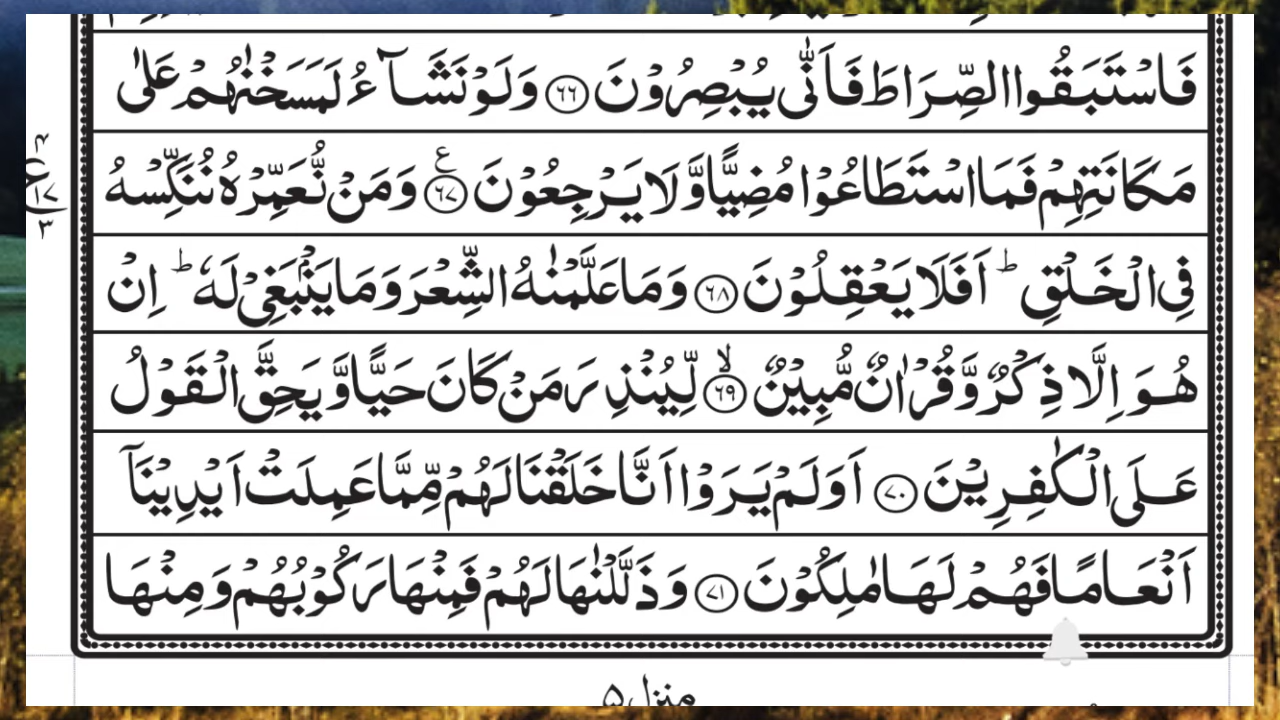 فَاسْتَبَقُوا الصِّرَاطَ فَاَنّٰى يُبْصِرُوْنَ ﴿٦٦﴾ وَلَوْ نَشَآءُ لَمَسَخْنٰهُمْ عَلٰى
مَكَانَتِهِمْ فَمَا اسْتَطَاعُوْا مُضِيًّا وَّلَا يَرْجِعُوْنَ ﴿٦٧﴾ ع وَمَنْ نُّعَمِّرْهُ نُنَكِّسْهُ
فِى الْخَلْقِ ؕ اَفَلَا يَعْقِلُوْنَ ﴿٦٨﴾ وَمَا عَلَّمْنٰهُ الشِّعْرَ وَمَا يَنْۢبَغِىْ لَهٗ ؕ اِنْ
هُوَ اِلَّا ذِكْرٌ وَّقُرْاٰنٌ مُّبِيْنٌ ﴿٦٩﴾ ۙ لِّيُنْذِرَ مَنْ كَانَ حَيًّا وَّيَحِقَّ الْقَوْلُ
عَلَى الْكٰفِرِيْنَ ﴿٧٠﴾ اَوَلَمْ يَرَوْا اَنَّا خَلَقْنَا لَهُمْ مِّمَّا عَمِلَتْ اَيْدِيْنَاۤ
اَنْعَامًا فَهُمْ لَهَا مٰلِكُوْنَ ﴿٧١﴾ وَذَلَّلْنٰهَا لَهُمْ فَمِنْهَا رَكُوْبُهُمْ وَمِنْهَا
منزل ۵